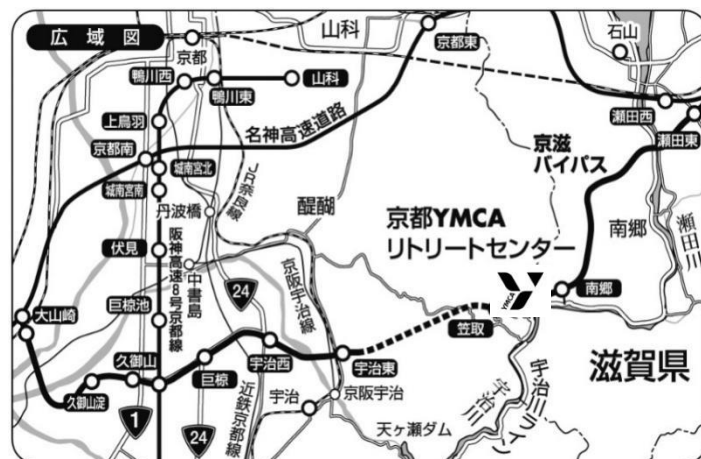 広域図
京都
山科
京都東
石山
鴨川西
鴨川東
山科
瀬田西
瀬田東
上鳥羽
名神高速道路
京滋
バイパス
京都南
城南宮北
城南宮南
JR奈良線
丹波橋
醍醐
京都YMCA
リトリートセンター
南郷
瀬田川
伏見
阪神高速8号京都線
中書島
24
京阪宇治線
YMCA
南郷
大山崎
巨椋池
笠取
久御山
宇治西
宇治東
巨椋
滋賀県
久御山淀
近鉄京都線
宇治
京阪宇治
宇治川
宇治川ライン
1
24
天ヶ瀬ダム